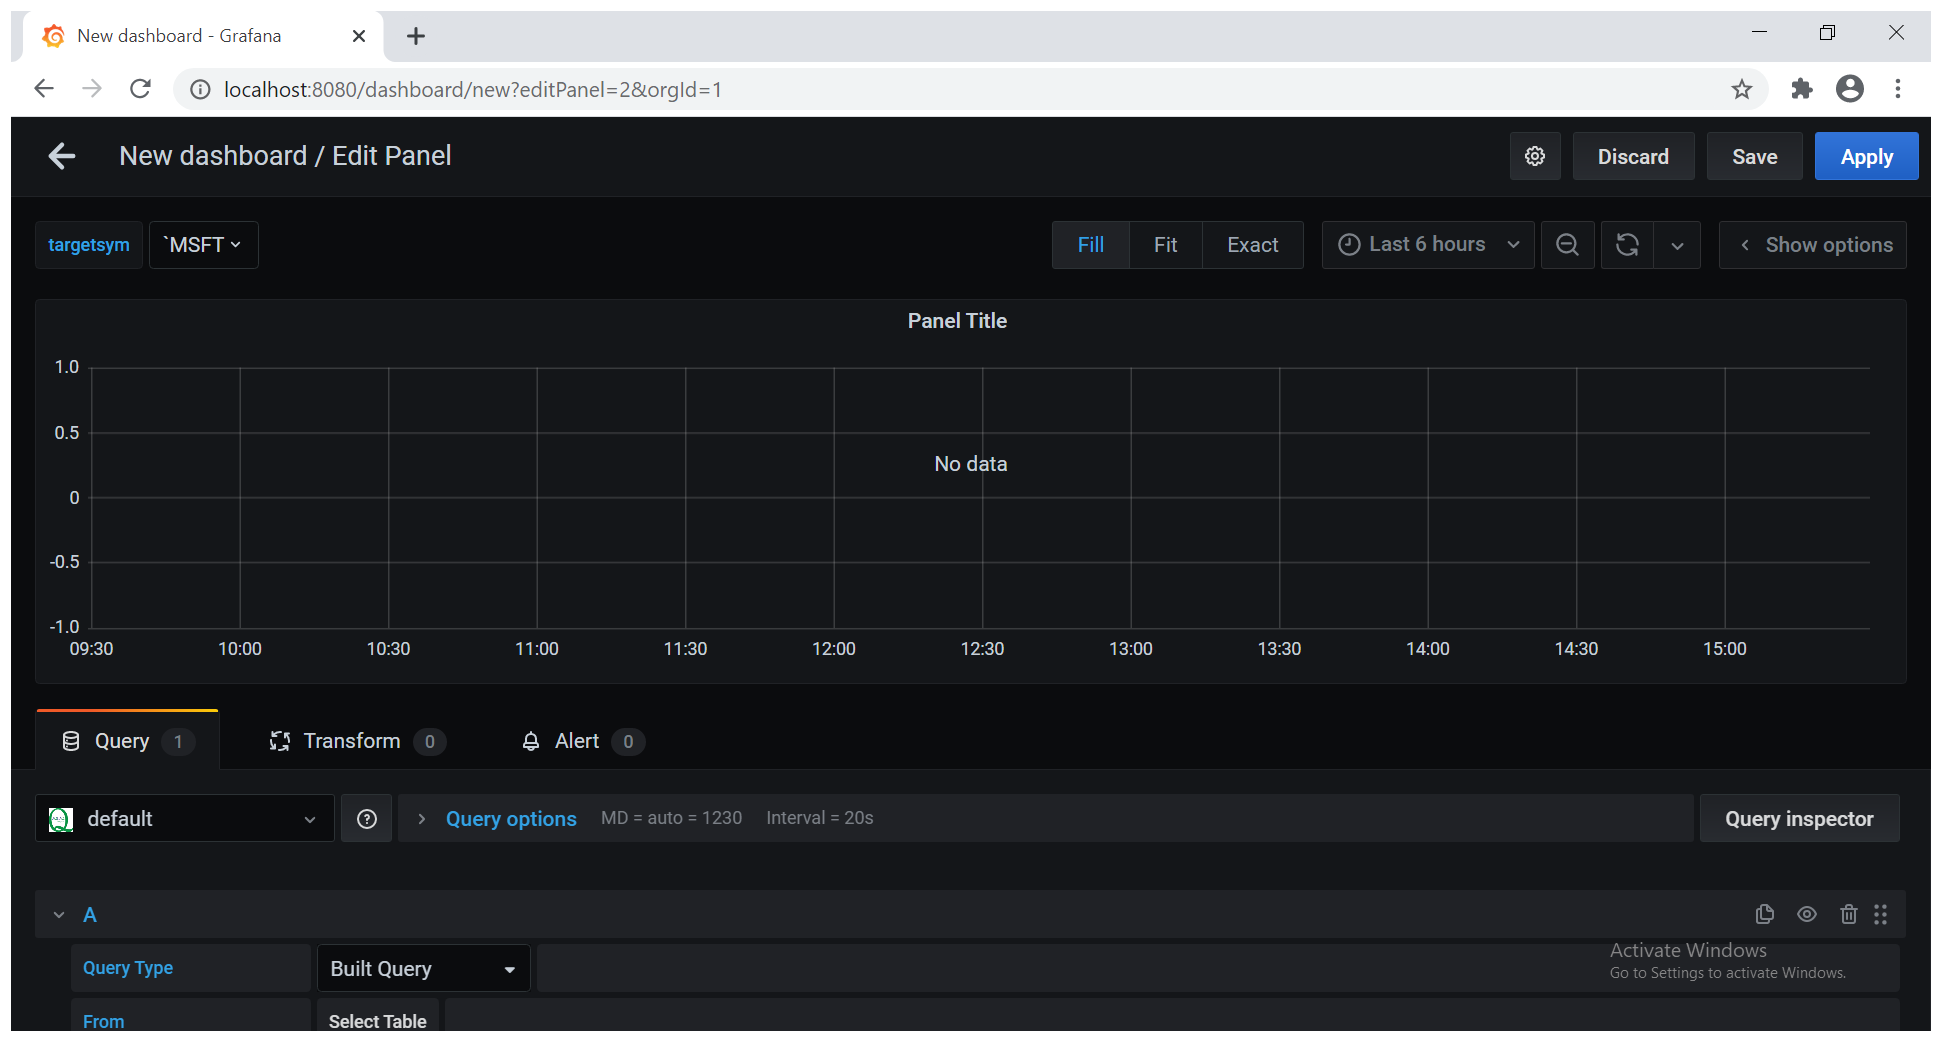 New dashboard - Grafana
localhost:8080/dashboard/new?editPanel=2&orgId=1
New dashboard / Edit Panel
Discard
Save
Apply
targetsym
`MSFT
Fill
Fit
Exact
Last 6 hours
Show options
Panel Title
1.0
0.5
No data
0
-0.5
-1.0
09:30 10:00 10:30 11:00 11:30 12:00 12:30 13:00 13:30 14:00 14:30 15:00
Query 1
Transform 0
Alert 0
default
Query options
MD = auto = 1230
Interval = 20s
Query inspector
A
Query Type
Built Query
Activate Windows
Go to Settings to activate Windows.
From
Select Table